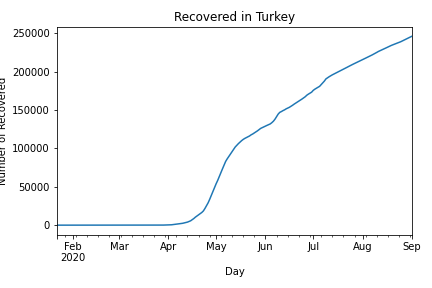 Recovered in Turkey
Number of Recovered
250000
200000
150000
100000
50000
0
Feb Mar Apr May Jun Jul Aug Sep
2020
Day